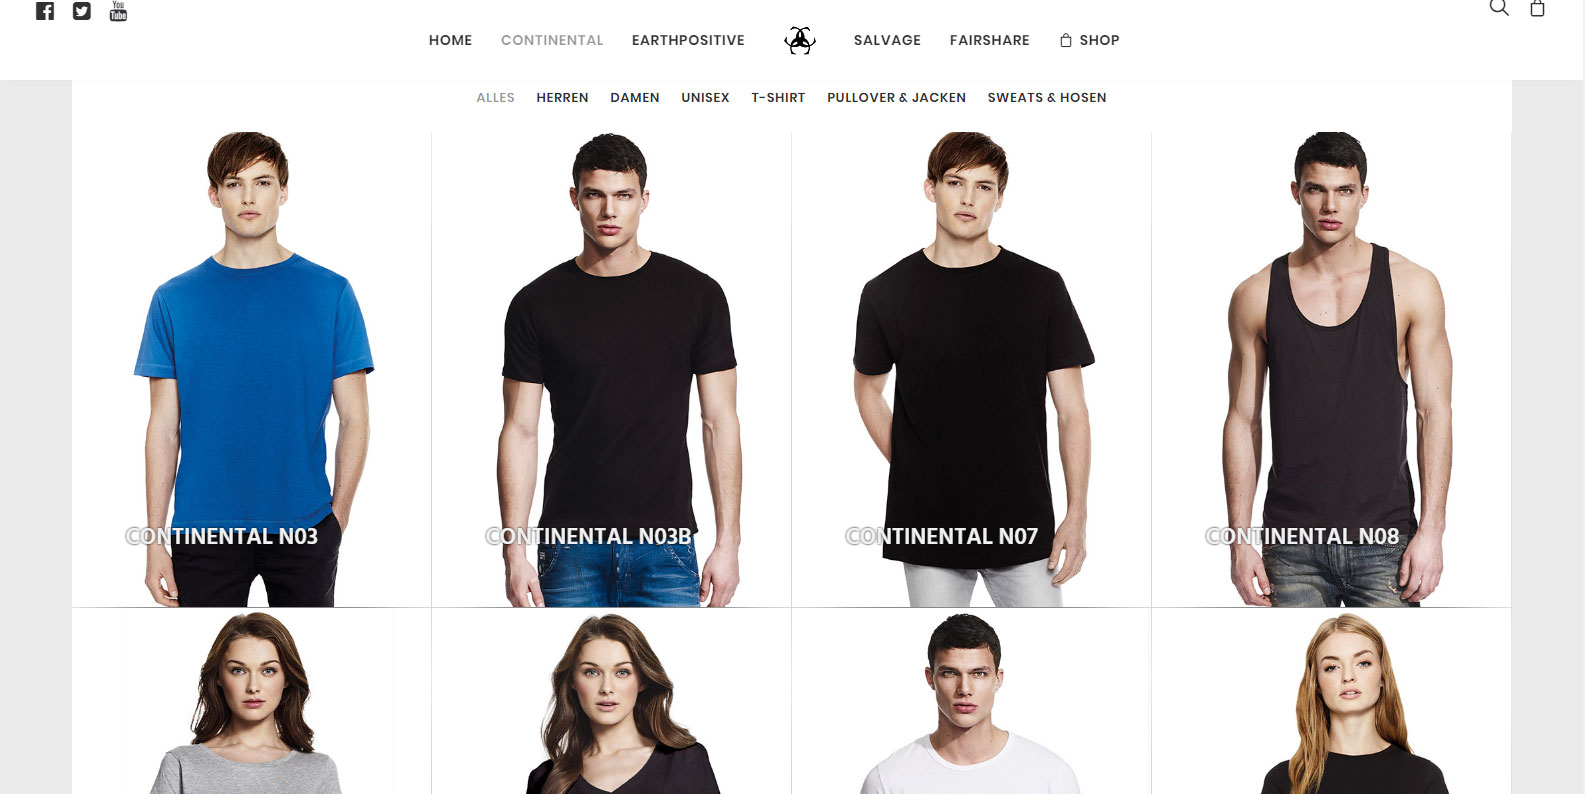 You
Tube
HOME CONTINENTAL EARTHPOSITIVE SALVAGE FAIRSHARE SHOP
ALLES HERREN DAMEN UNISEX T-SHIRT PULLOVER & JACKEN SWEATS & HOSEN
CONTINENTAL N03 CONTINENTAL N03B CONTINENTAL N07 CONTINENTAL N08